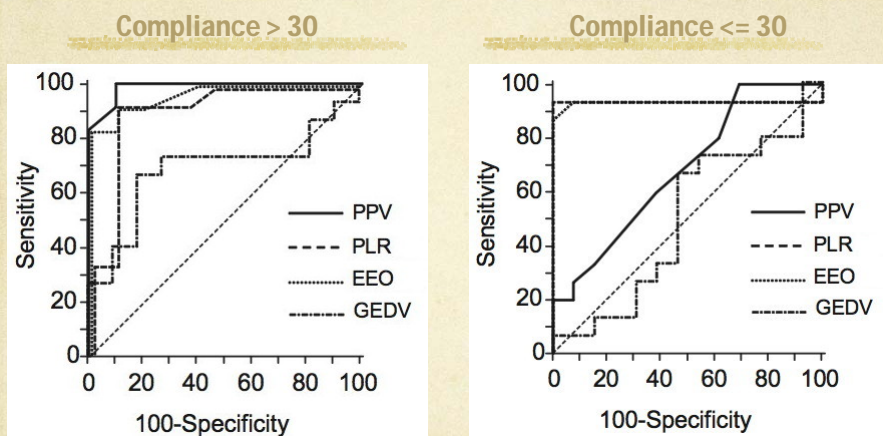 Compliance > 30
100
80
60
40
20
0
Sensitivity
PPV
PLR
EEO
GEDV
0 20 40 60 80 100
100-Specificity
Compliance <= 30
100
80
60
40
20
0
Sensitivity
PPV
PLR
EEO
GEDV
0 20 40 60 80 100
100-Specificity